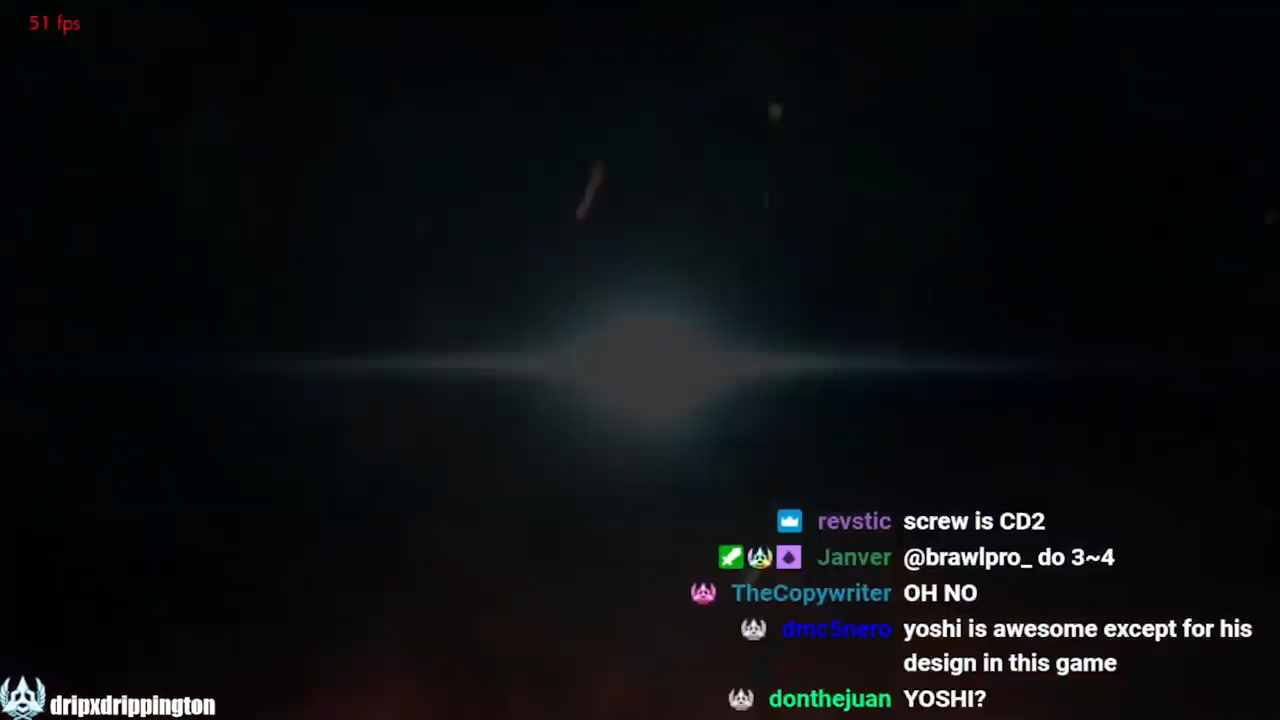 51 fps
revstic screw is CD2
Janver @brawlpro_ do 3~4
TheCopywriter OH NO
dmc5nero yoshi is awesome except for his
design in this game
donthejuan YOSHI?
dripxdrippington